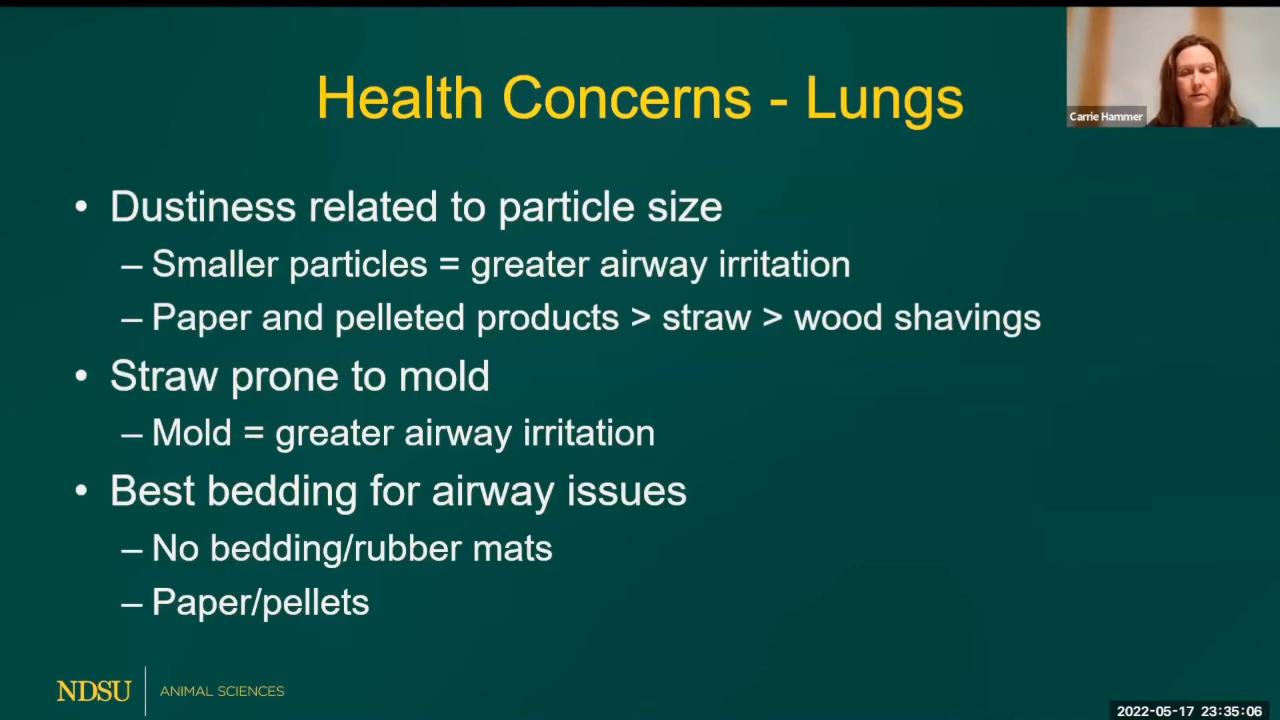 Health Concerns - Lungs
Carrie Hammer
• Dustiness related to particle size
– Smaller particles = greater airway irritation
– Paper and pelleted products > straw > wood shavings
• Straw prone to mold
– Mold = greater airway irritation
• Best bedding for airway issues
– No bedding/rubber mats
– Paper/pellets
NDSU ANIMAL SCIENCES
2022-05-17 23:35:06